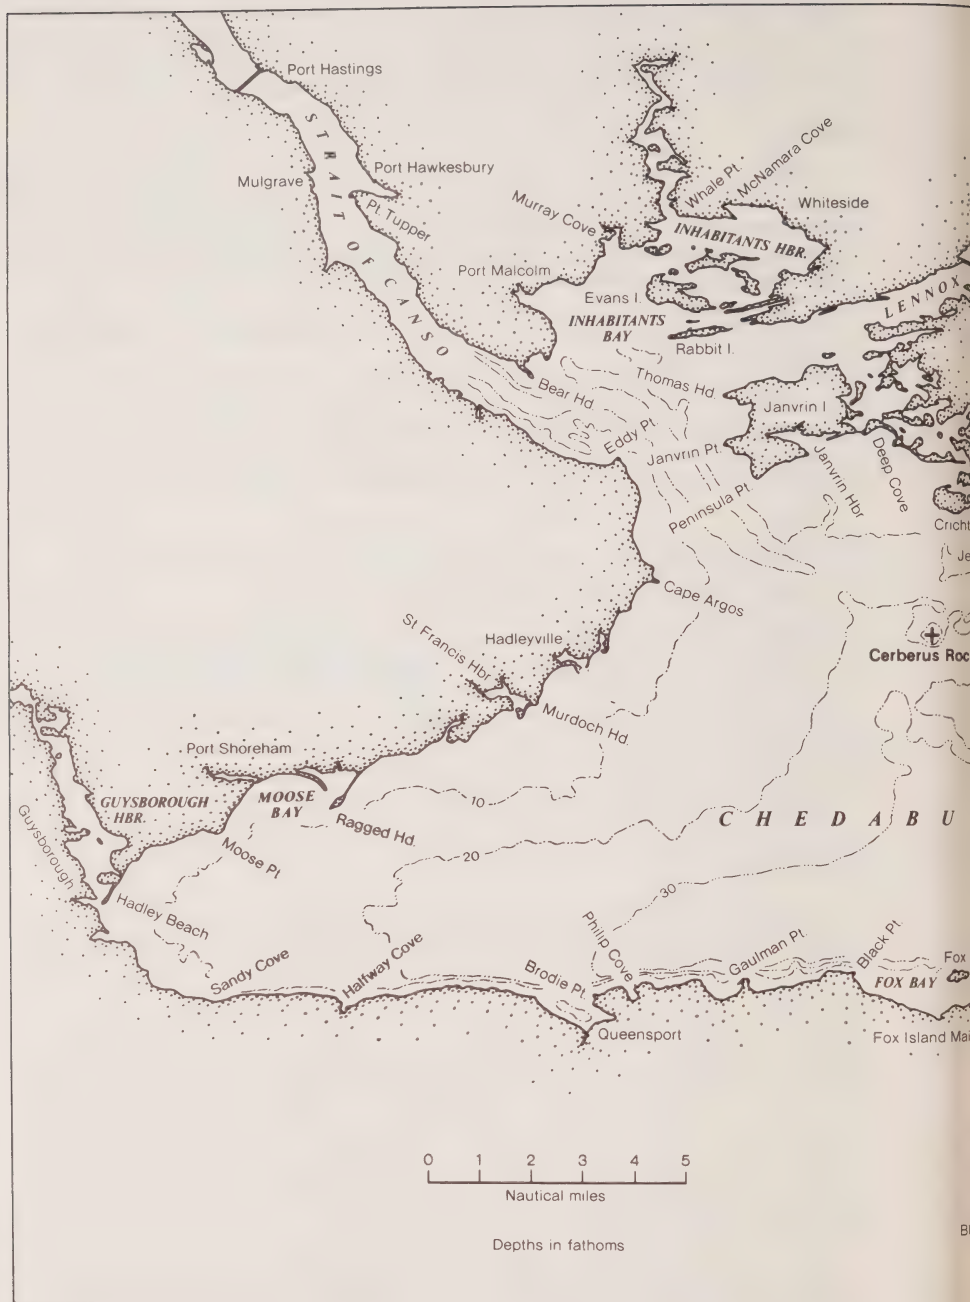 Port Hastings
STRAIT OF CANSO
Mulgrave
Port Hawkesbury
Pt. Tupper
Whale Pt.
McNamara Cove
Whiteside
Murray Cove
INHABITANTS HBR.
Port Malcolm
Evans I.
INHABITANTS
BAY
LENNOX
Rabbit I.
Thomas Hd.
Bear Hd.
Janvrin I
Eddy Pt.
Janvrin Pt.
Janvrin Hbr
Deep Cove
Peninsula Pt.
Cricht
Je
Cape Argos
St. Francis Hbr.
Hadleyville
Cerberus Roc
Murdoch Hd.
Port Shoreham
GUYSBOROUGH
HBR.
MOOSE
BAY
10
Ragged Hd.
CHEDABU
Guysborough
Moose Pt
20
30
Hadley Beach
Sandy Cove
Halfway Cove
Brodie Pt.
Philip Cove
Gaulman Pt.
Black Pt.
Fox
FOX BAY
Queensport
Fox Island Mai
0 1 2 3 4 5
Nautical miles
Depths in fathoms